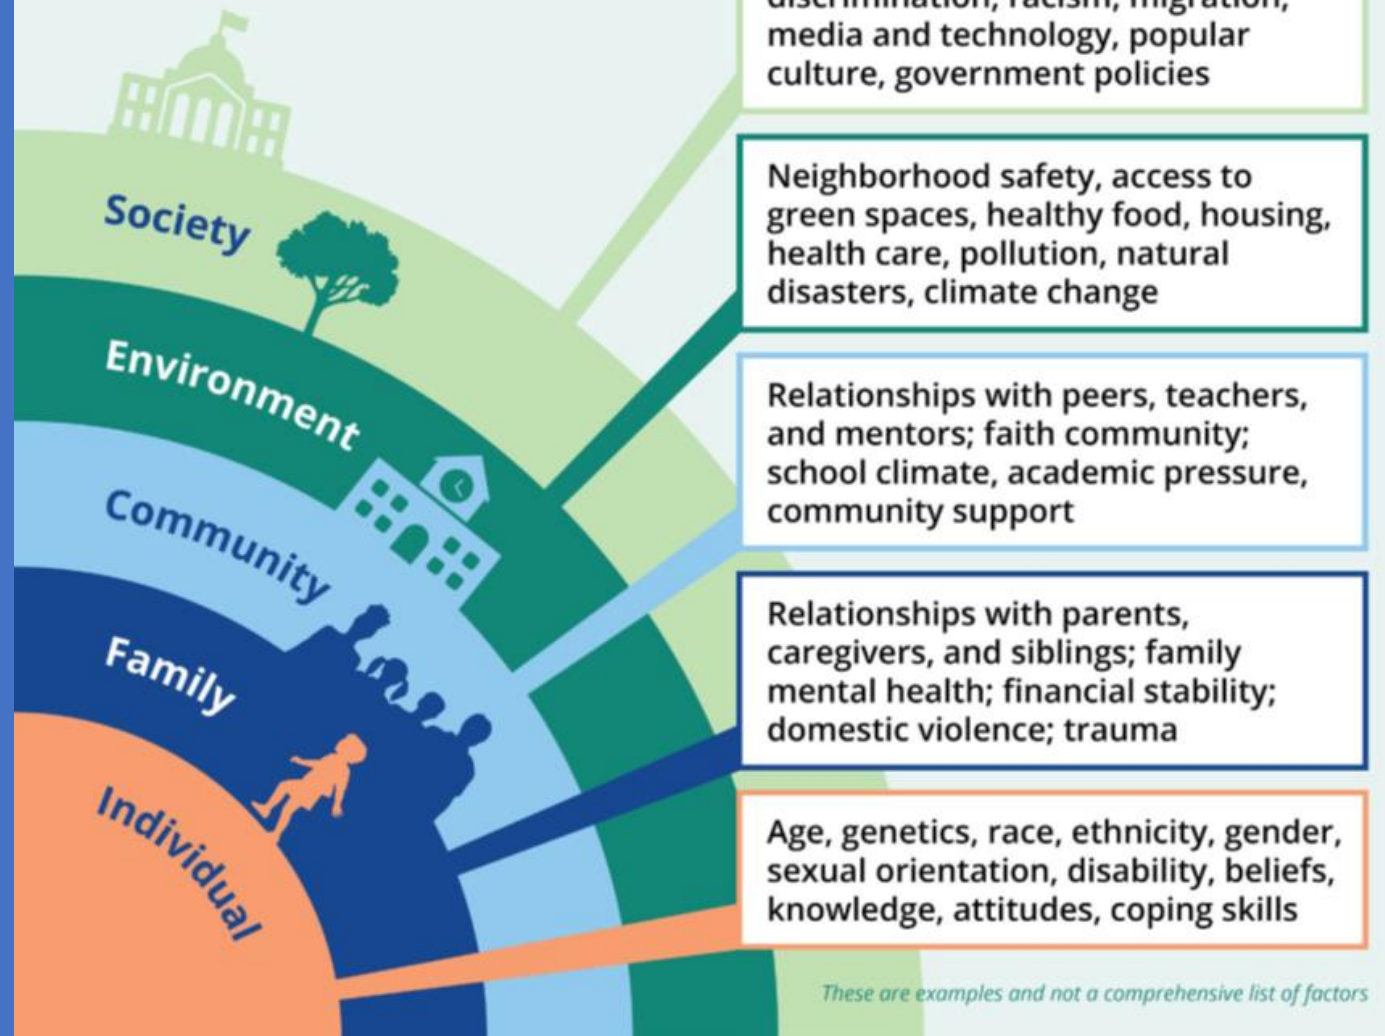 discrimination, racism, migration,
media and technology, popular
culture, government policies
Society
Neighborhood safety, access to
green spaces, healthy food, housing,
health care, pollution, natural
disasters, climate change
Environment
Relationships with peers, teachers,
and mentors; faith community;
school climate, academic pressure,
community support
Community
Relationships with parents,
caregivers, and siblings; family
mental health; financial stability;
domestic violence; trauma
Family
Age, genetics, race, ethnicity, gender,
sexual orientation, disability, beliefs,
knowledge, attitudes, coping skills
Individual
These are examples and not a comprehensive list of factors